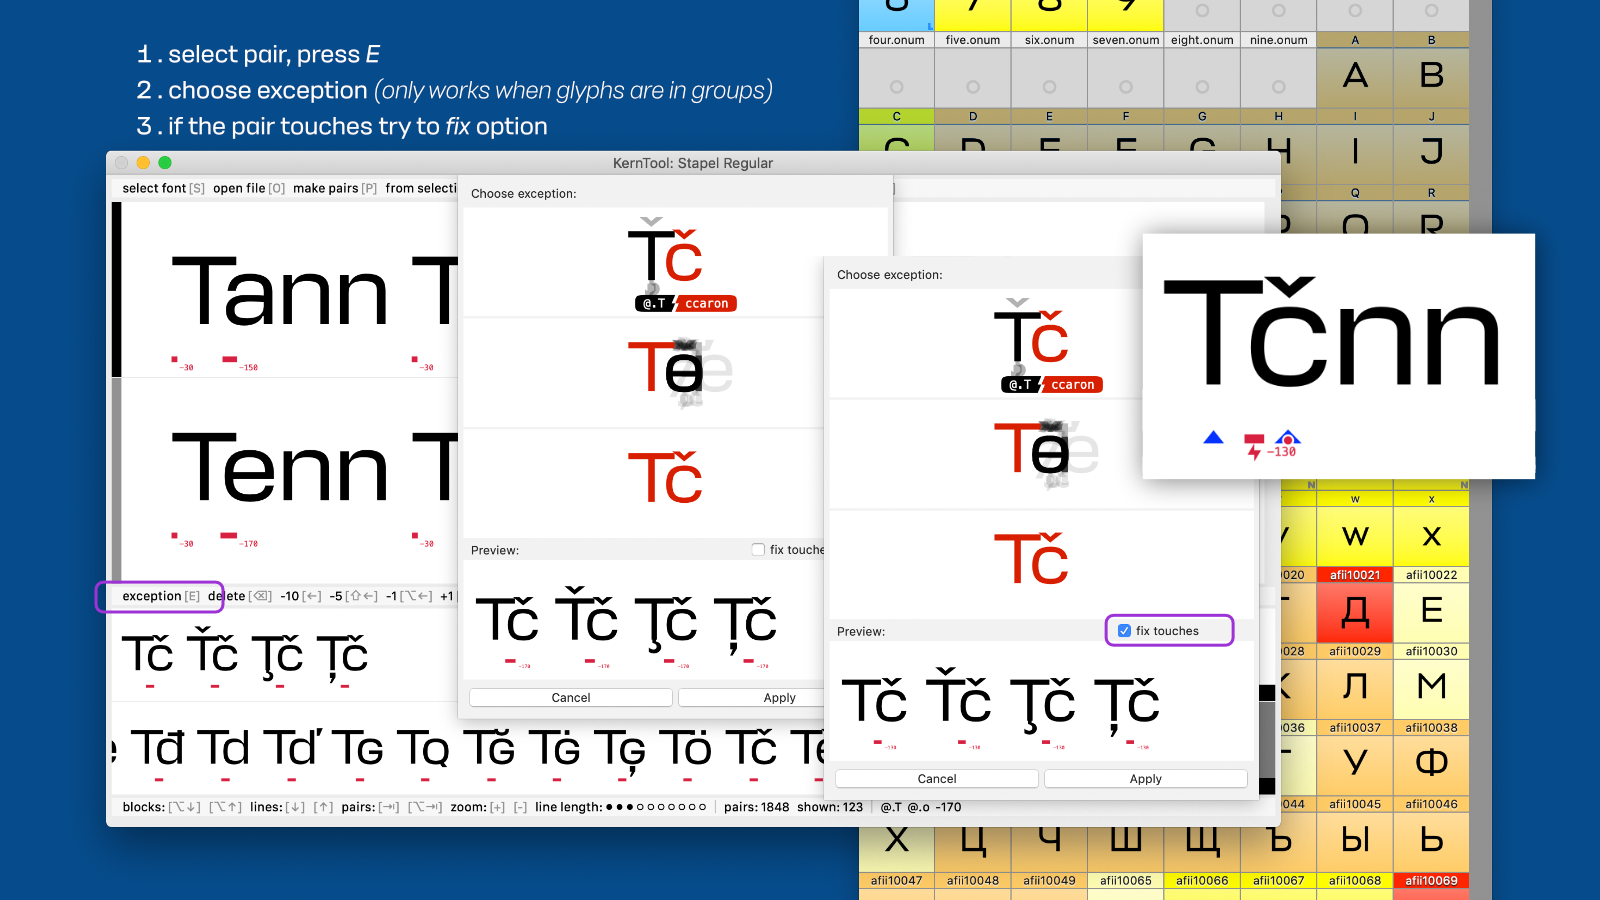 1. select pair, press E
2. choose exception (only works when glyphs are in groups)
3. if the pair touches try to fix option
four.onum five.onum six.onum seven.onum eight.onum nine.onum A B
A B
C D E F G H I J
I J
Q R
KernTool: Stapel Regular
select font [S] open file [O] make pairs [P] from selecti
Tann T
-30 -150 -30
Tenn T
-30 -170 -30
exception [E] delete [⌫] -10 [←] -5 [⇧←] -1 [⌥←] +1
Tč Ťč Ţč Țč
Tđ Td Tď TG TQ TĞ TĠ TĢ Tö TČ
blocks: [⌥↓] [⌥↑] lines: [↓] [↑] pairs: [⇥] [⌥⇥] zoom: [+] [-] line length: ●●●○○○○○○○ pairs: 1848 shown: 123 @.T @.o -170
Choose exception:
Tč
@.T ccaron
Tč
Preview: fix touche
Tč Ťč Ţč Țč
-170 -170 -170 -170
Cancel Apply
Choose exception:
Tč
@.T ccaron
Tč
Preview: fix touches
Tč Ťč Ţč Țč
-130 -130 -130 -130
Cancel Apply
Tčnn
-130
w x
w x
0020 afii10021 afii10022
Д Е
afii10029 afii10030
К Л М
0036 afii10037 afii10038
У Ф
0044 afii10045 afii10046
Х Ц Ч Ш Щ Ъ Ы Ь
afii10047 afii10048 afii10049 afii10065 afii10066 afii10067 afii10068 afii10069